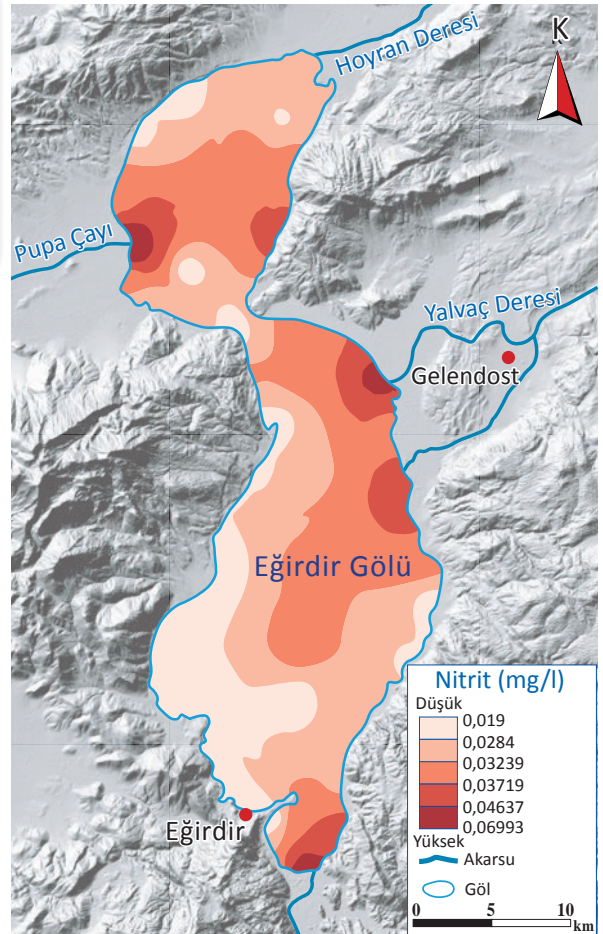 K
Hoyran Deresi
Pupa Çayı
Yalvaç Deresi
Gelendost
Eğirdir Gölü
Eğirdir
Nitrit (mg/l)
Düşük
0,019
0,0284
0,03239
0,03719
0,04637
0,06993
Yüksek
Akarsu
Göl
0 5 10
km